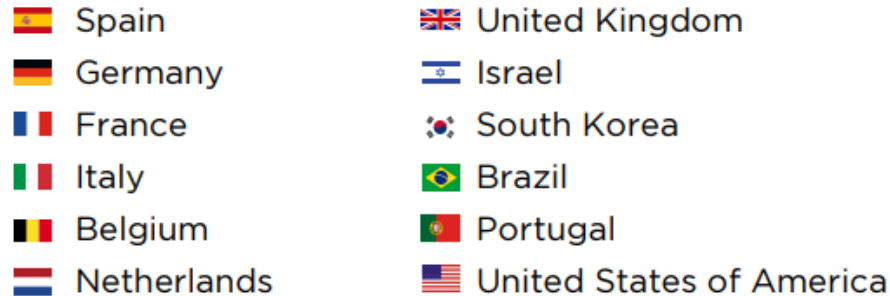 Spain
Germany
France
Italy
Belgium
Netherlands
United Kingdom
Israel
South Korea
Brazil
Portugal
United States of America